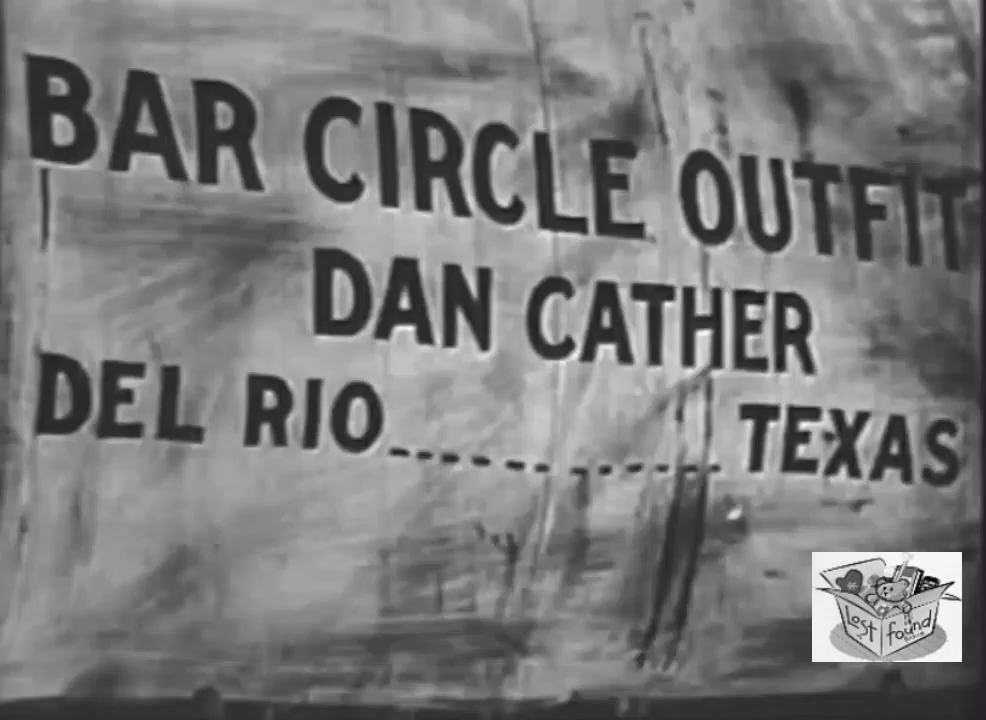 BAR CIRCLE OUTFIT
DAN CATHER
DEL RIO............TEXAS
Lost
found